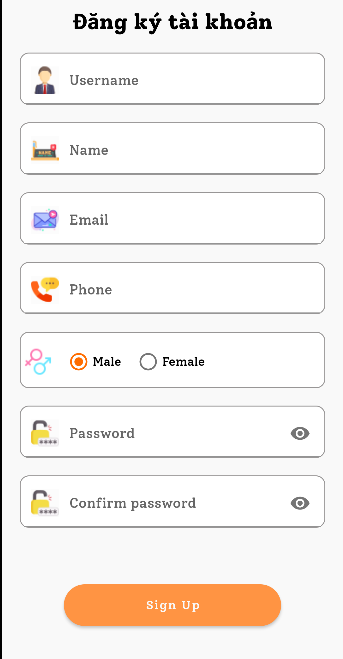 Đăng ký tài khoản
Username
Name
Email
Phone
Male Female
Password
Confirm password
Sign Up